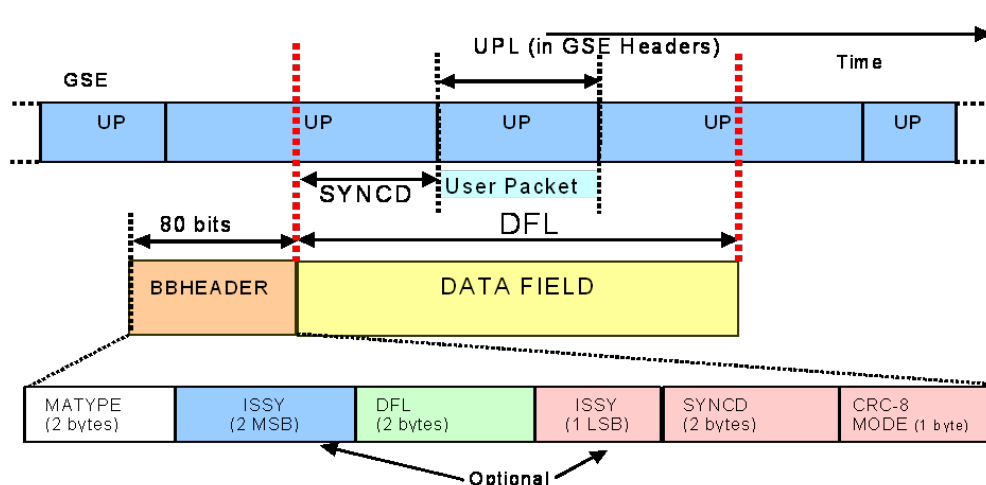 UPL (in GSE Headers)
Time
GSE
UP UP UP UP UP
SYNCD
User Packet
80 bits
DFL
BBHEADER
DATA FIELD
MATYPE
(2 bytes)
ISSY
(2 MSB)
DFL
(2 bytes)
ISSY
(1 LSB)
SYNCD
(2 bytes)
CRC-8
MODE (1 byte)
Optional